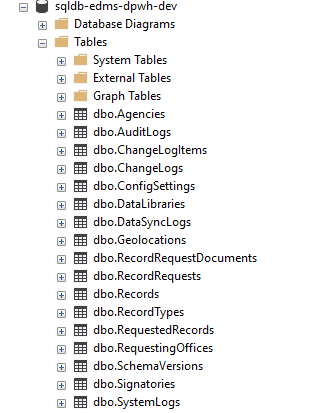 sqldb-edms-dpwh-dev
Database Diagrams
Tables
System Tables
External Tables
Graph Tables
dbo.Agencies
dbo.AuditLogs
dbo.ChangeLogItems
dbo.ChangeLogs
dbo.ConfigSettings
dbo.DataLibraries
dbo.DataSyncLogs
dbo.Geolocations
dbo.RecordRequestDocuments
dbo.RecordRequests
dbo.Records
dbo.RecordTypes
dbo.RequestedRecords
dbo.RequestingOffices
dbo.SchemaVersions
dbo.Signatories
dbo.SystemLogs